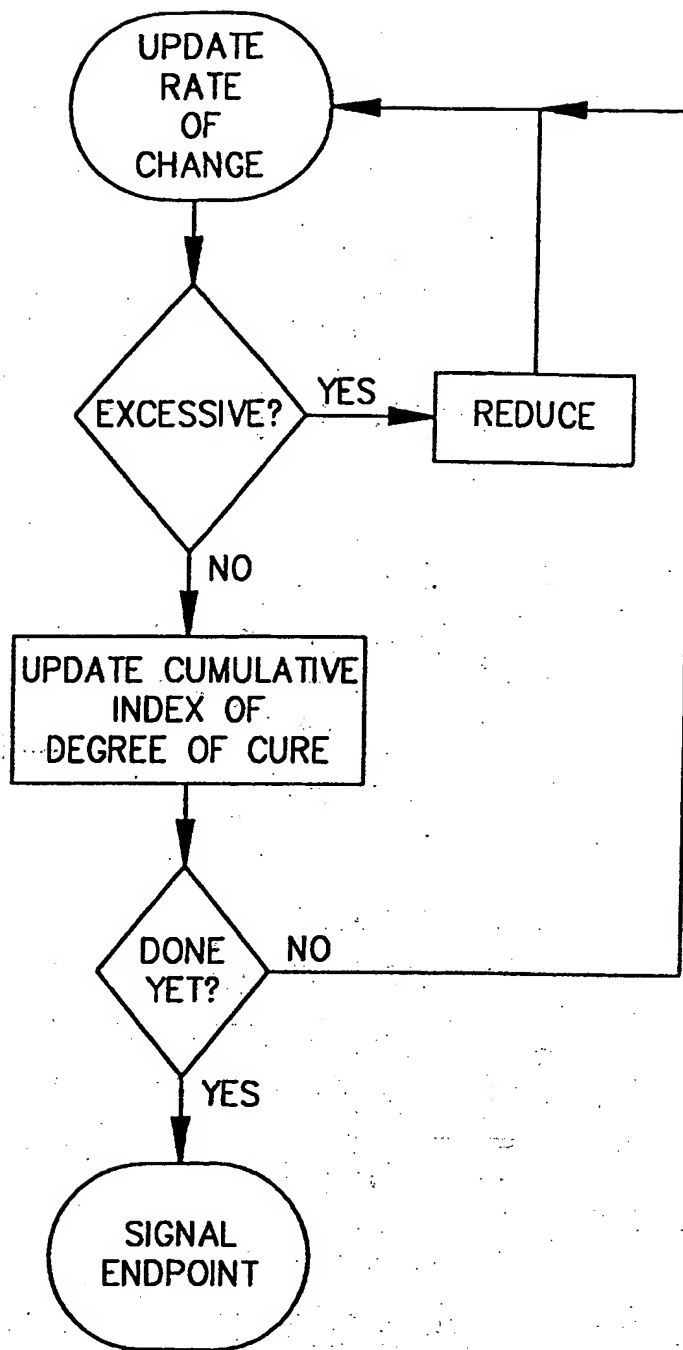 UPDATE
RATE
OF
CHANGE
EXCESSIVE?
YES
REDUCE
NO
UPDATE CUMULATIVE
INDEX OF
DEGREE OF CURE
DONE
YET?
NO
YES
SIGNAL
ENDPOINT